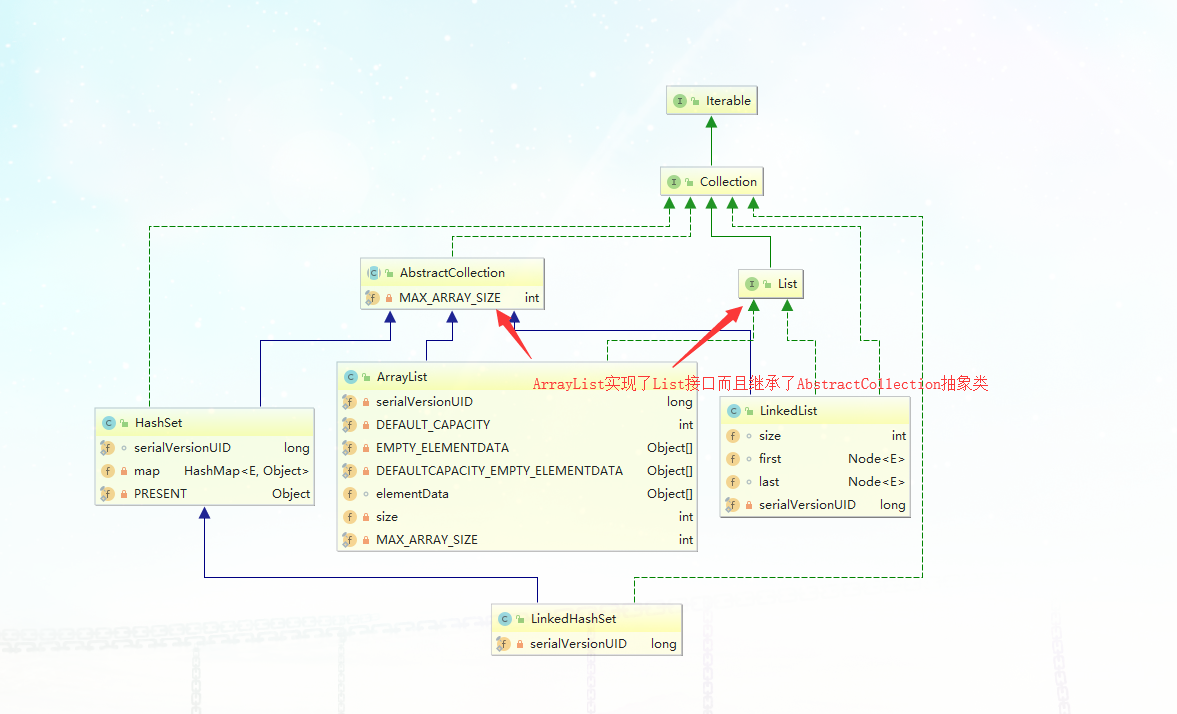 Iterable
Collection
AbstractCollection
MAX_ARRAY_SIZE int
List
ArrayList实现了List接口而且继承了AbstractCollection抽象类
ArrayList
serialVersionUID long
DEFAULT_CAPACITY int
EMPTY_ELEMENTDATA Object[]
DEFAULTCAPACITY_EMPTY_ELEMENTDATA Object[]
elementData Object[]
size int
MAX_ARRAY_SIZE int
HashSet
serialVersionUID long
map HashMap<E, Object>
PRESENT Object
LinkedList
size int
first Node<E>
last Node<E>
serialVersionUID long
LinkedHashSet
serialVersionUID long